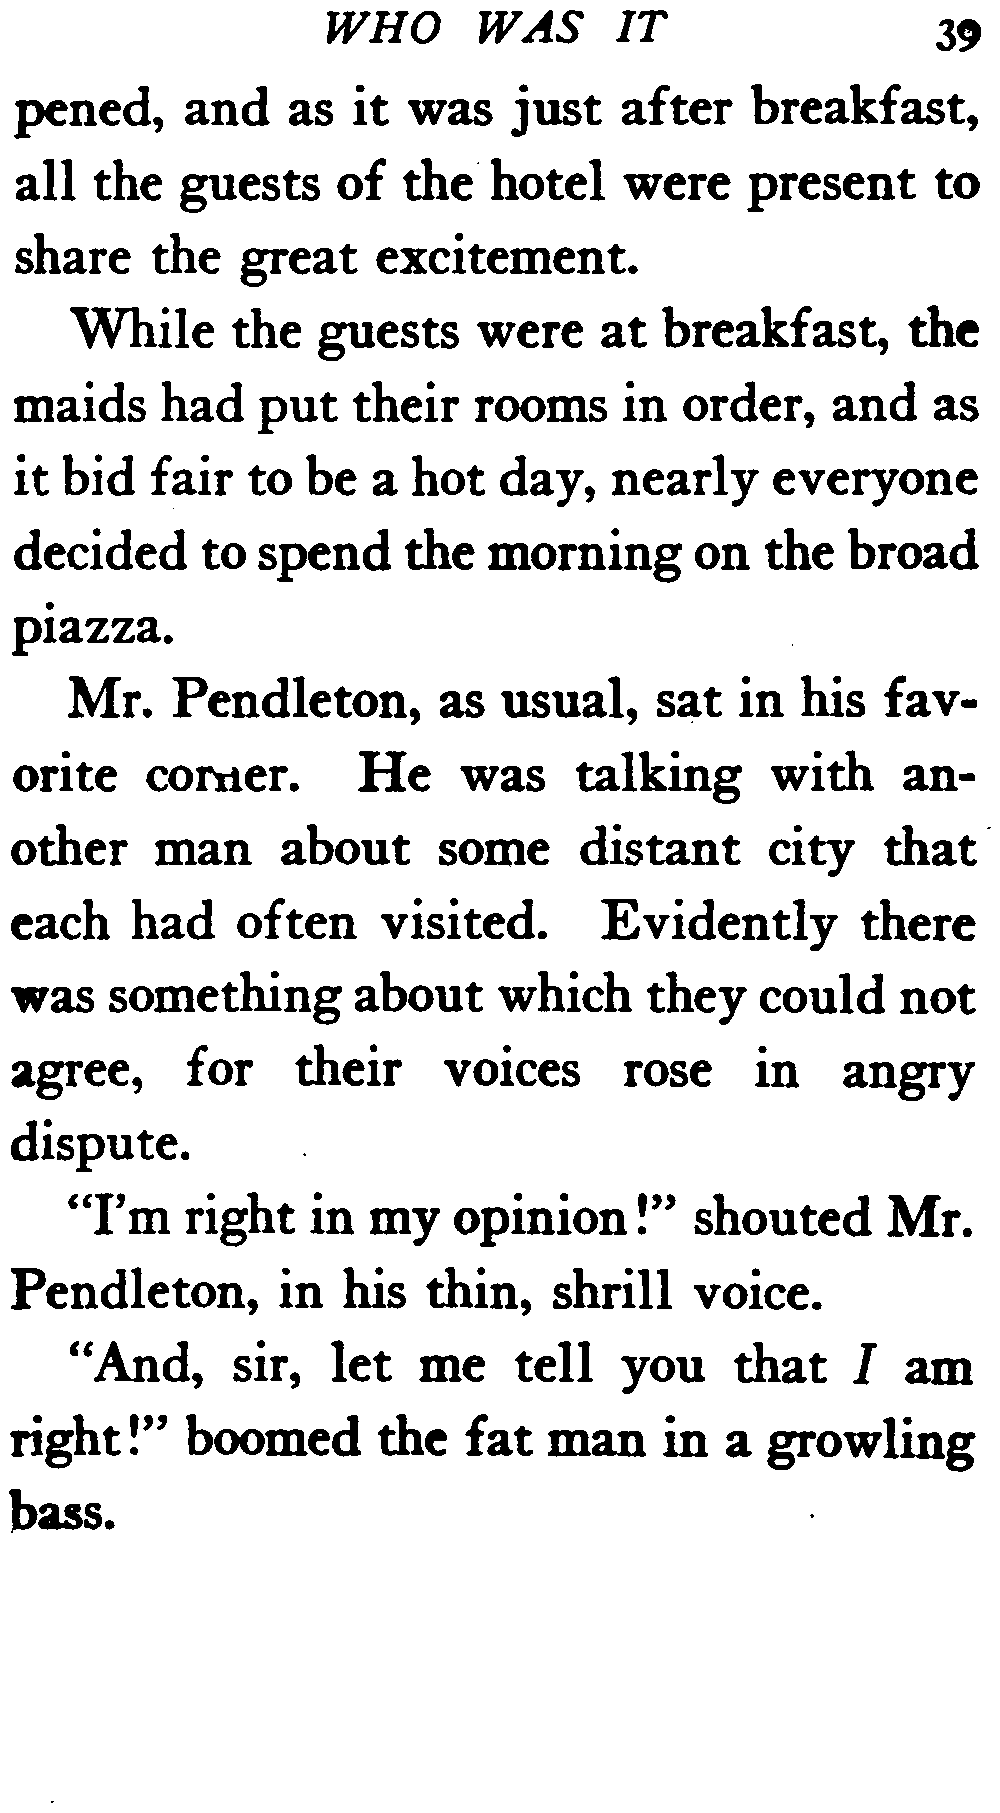 WHO WAS IT 39
pened, and as it was just after breakfast,
all the guests of the hotel were present to
share the great excitement.
While the guests were at breakfast, the
maids had put their rooms in order, and as
it bid fair to be a hot day, nearly everyone
decided to spend the morning on the broad
piazza.
Mr. Pendleton, as usual, sat in his fav-
orite corner. He was talking with an-
other man about some distant city that
each had often visited. Evidently there
was something about which they could not
agree, for their voices rose in angry
dispute.
"I'm right in my opinion!" shouted Mr.
Pendleton, in his thin, shrill voice.
"And, sir, let me tell you that I am
right!" boomed the fat man in a growling
bass.